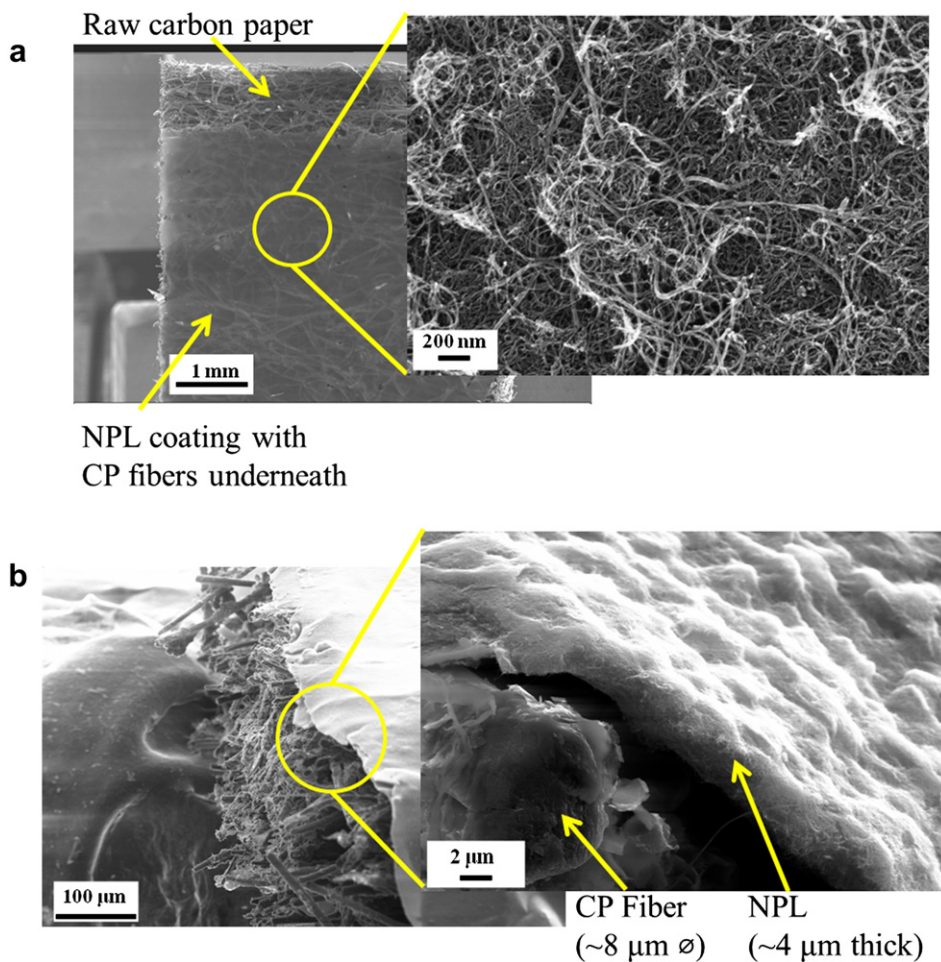 a
Raw carbon paper
200 nm
1 mm
NPL coating with
CP fibers underneath
b
100 µm
2 µm
CP Fiber
(~8 µm ⌀)
NPL
(~4 µm thick)